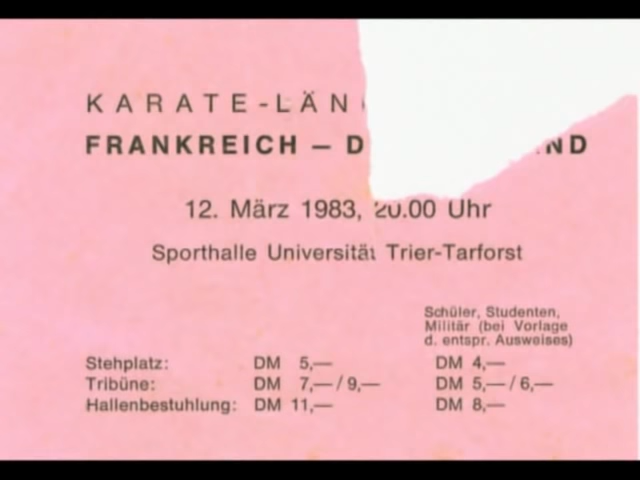 KARATE-LÄN
FRANKREICH – D ND
12. März 1983, 20.00 Uhr
Sporthalle Universität Trier-Tarforst
Schüler, Studenten,
Militär (bei Vorlage
d. entspr. Ausweises)
Stehplatz: DM 5,— DM 4,—
Tribüne: DM 7,— / 9,— DM 5,— / 6,—
Hallenbestuhlung: DM 11,— DM 8,—